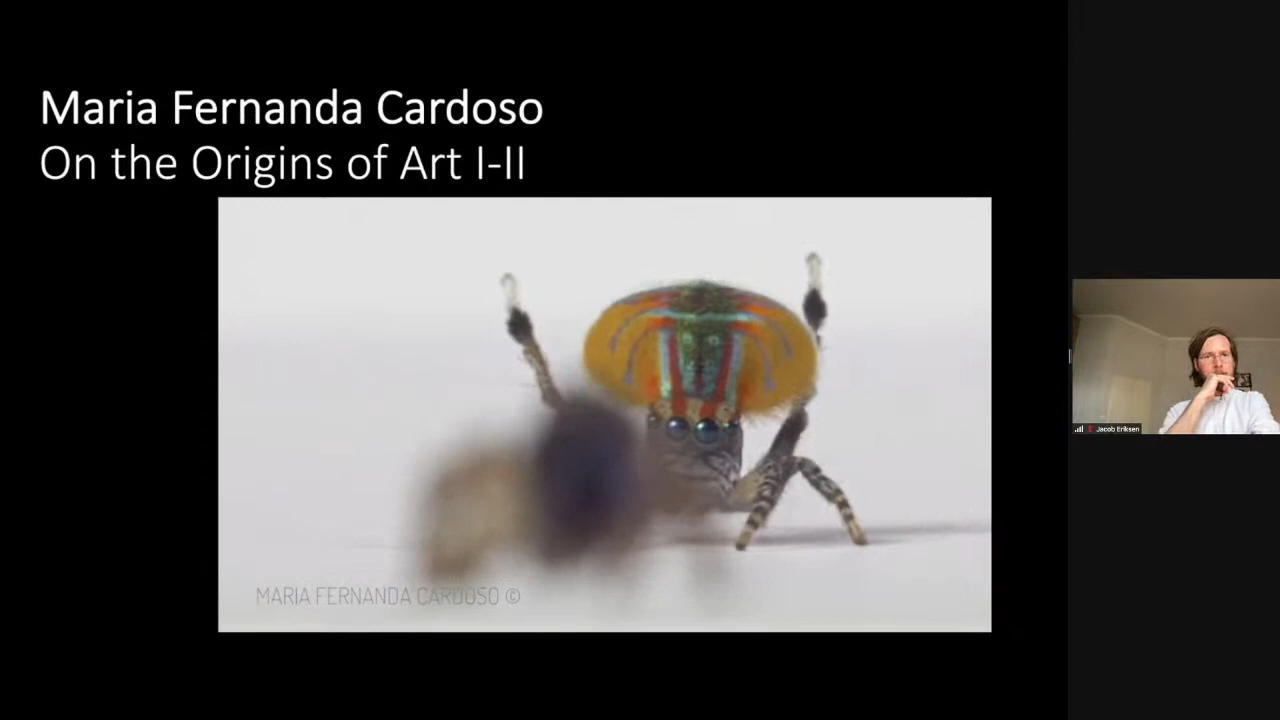 Maria Fernanda Cardoso
On the Origins of Art I-II
MARIA FERNANDA CARDOSO ©
Jacob Eriksen